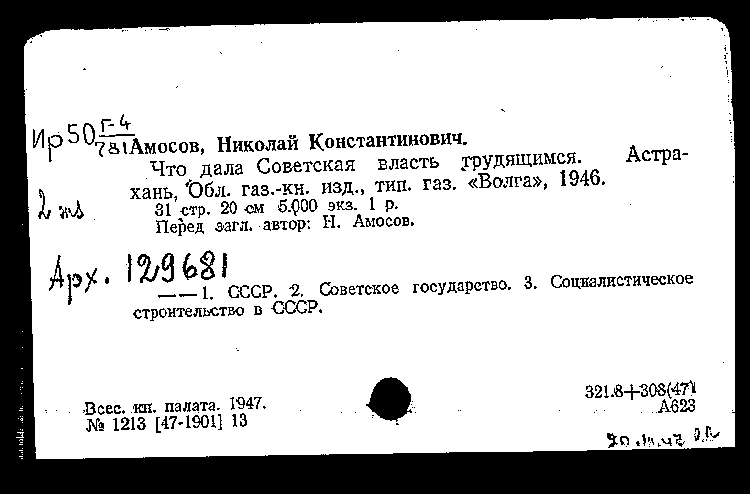 Ир50 Г-4
781 Амосов, Николай Константинович.
Что дала Советская власть трудящимся. Астра-
хань, Обл. газ.-кн. изд., тип. газ. «Волга», 1946.
31 стр. 20 см 5.000 экз. 1 р.
Перед загл. автор: Н. Амосов.
Арх. 129681
— — 1. СССР. 2. Советское государство. 3. Социалистическое
строительство в СССР.
321.8+308(47)
Всес. кн. палата. 1947.
А623
№ 1213 [47-1901] 13